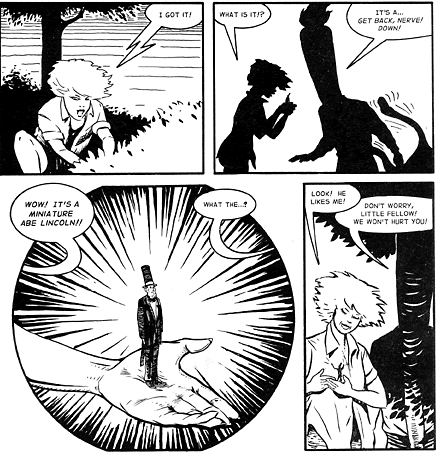 I GOT IT!
WHAT IS IT!?
IT'S A...
GET BACK, NERVE!
DOWN!
WOW! IT'S A
MINIATURE
ABE LINCOLN!!
WHAT THE...?
LOOK! HE
LIKES ME!
DON'T WORRY,
LITTLE FELLOW!
WE WON'T HURT YOU!